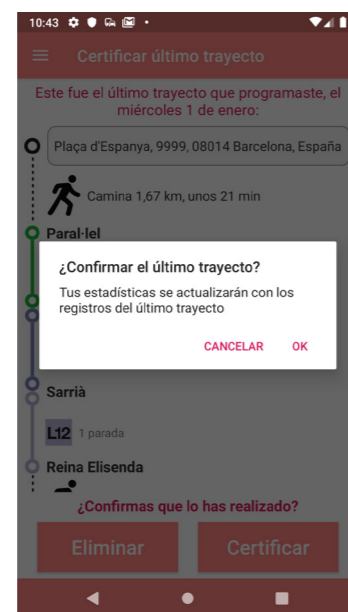 10:43
Certificar último trayecto
Este fue el último trayecto que programaste, el
miércoles 1 de enero:
Plaça d'Espanya, 9999, 08014 Barcelona, España
Camina 1,67 km, unos 21 min
Paral·lel
¿Confirmar el último trayecto?
Tus estadísticas se actualizarán con los
registros del último trayecto
CANCELAR OK
Sarrià
L12 1 parada
Reina Elisenda
¿Confirmas que lo has realizado?
Eliminar Certificar